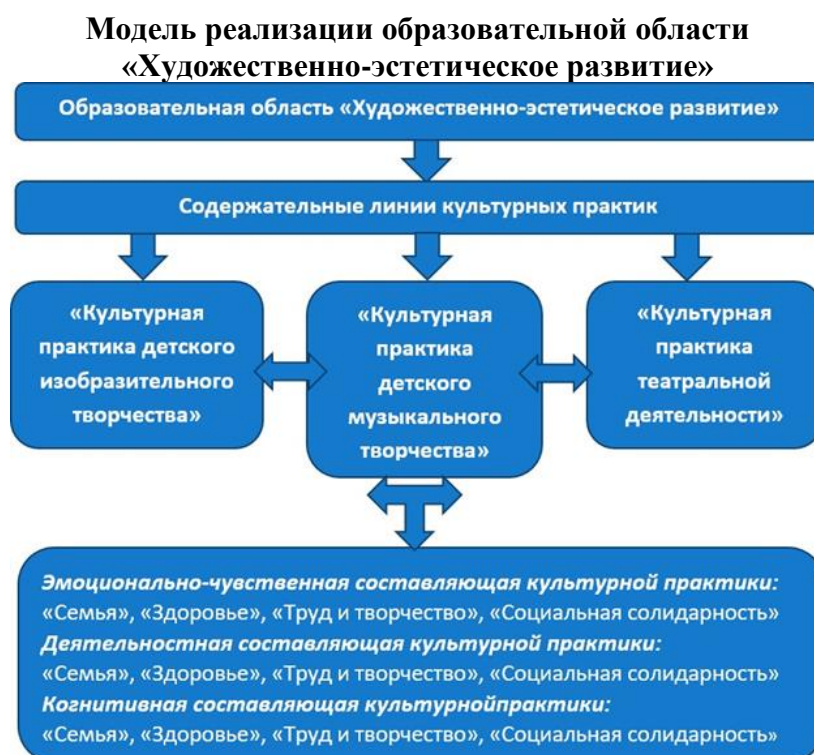 Модель реализации образовательной области
«Художественно-эстетическое развитие»
Образовательная область «Художественно-эстетическое развитие»
Содержательные линии культурных практик
«Культурная
практика детского
изобразительного
творчества»
«Культурная
практика
детского
музыкального
творчества»
«Культурная
практика
театральной
деятельности»
Эмоционально-чувственная составляющая культурной практики:
«Семья», «Здоровье», «Труд и творчество», «Социальная солидарность»
Деятельностная составляющая культурной практики:
«Семья», «Здоровье», «Труд и творчество», «Социальная солидарность»
Когнитивная составляющая культурнойпрактики:
«Семья», «Здоровье», «Труд и творчество», «Социальная солидарность»